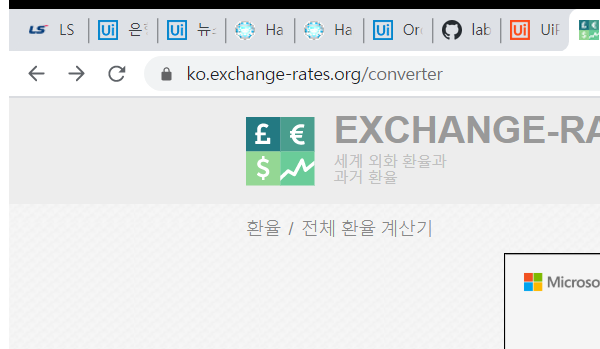 LS LS Ui 은 Ui 뉴 Ha Ha Ui Or lab Ui Ui
ko.exchange-rates.org/converter
£ € EXCHANGE-RA
$ 세계 외화 환율과
과거 환율
환율 / 전체 환율 계산기
Microso